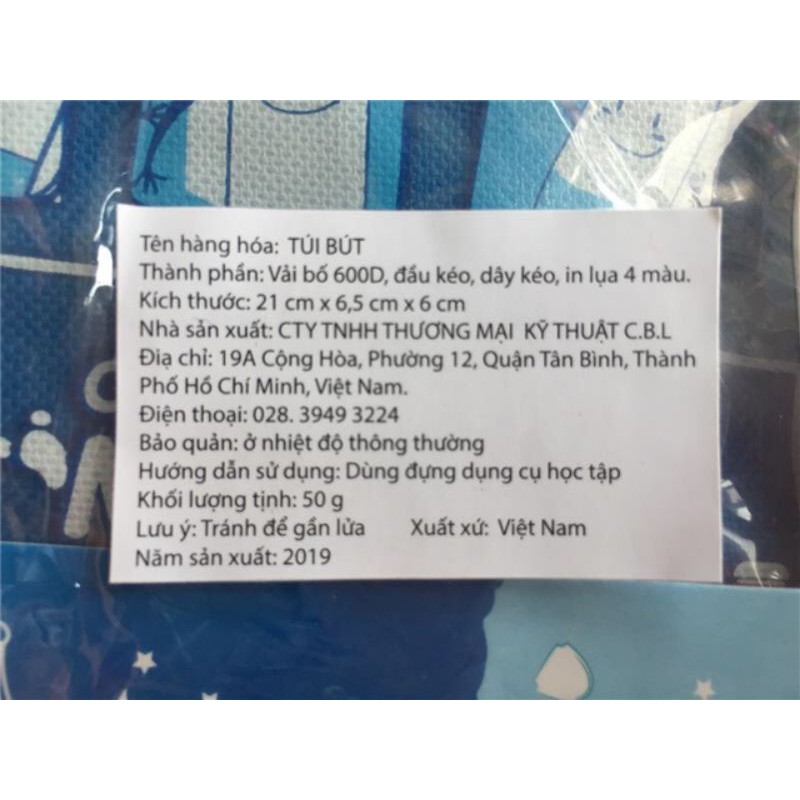 Tên hàng hóa: TÚI BÚT
Thành phần: Vải bố 600D, đầu kéo, dây kéo, in lụa 4 màu.
Kích thước: 21 cm x 6,5 cm x 6 cm
Nhà sản xuất: CTY TNHH THƯƠNG MẠI KỸ THUẬT C.B.L
Địa chỉ: 19A Cộng Hòa, Phường 12, Quận Tân Bình, Thành
Phố Hồ Chí Minh, Việt Nam.
Điện thoại: 028. 3949 3224
Bảo quản: ở nhiệt độ thông thường
Hướng dẫn sử dụng: Dùng đựng dụng cụ học tập
Khối lượng tịnh: 50 g
Lưu ý: Tránh để gần lửa Xuất xứ: Việt Nam
Năm sản xuất: 2019